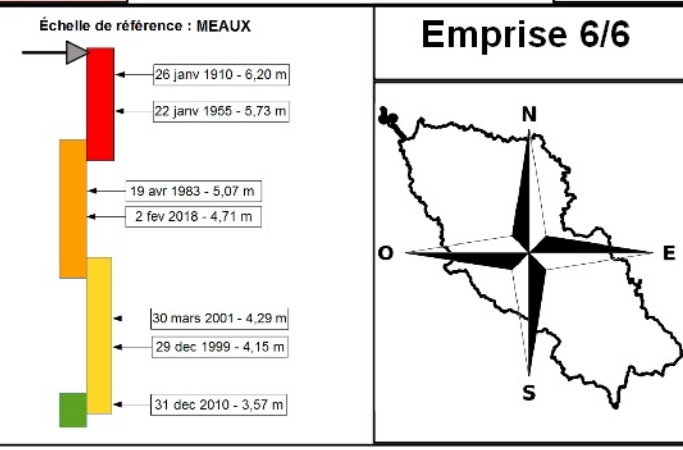 Échelle de référence : MEAUX
26 janv 1910 - 6,20 m
22 janv 1955 - 5,73 m
19 avr 1983 - 5,07 m
2 fev 2018 - 4,71 m
30 mars 2001 - 4,29 m
29 dec 1999 - 4,15 m
31 dec 2010 - 3,57 m
Emprise 6/6
N
O
E
S